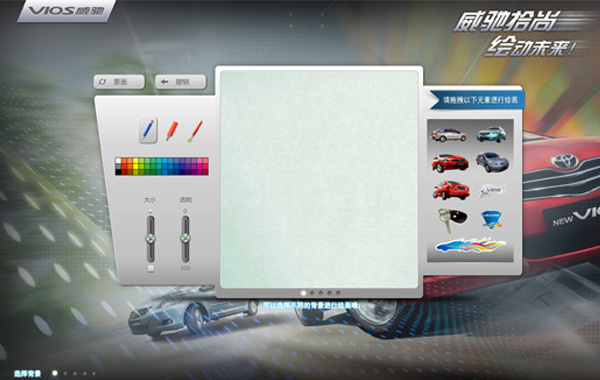 VIOS威驰
威驰拾尚
绘动未来!
重画
撤销
请拖拽以下元素进行绘画
大小
透明
0
100
NEW VIO
可以选择不同的背景进行绘画哦!
选择背景